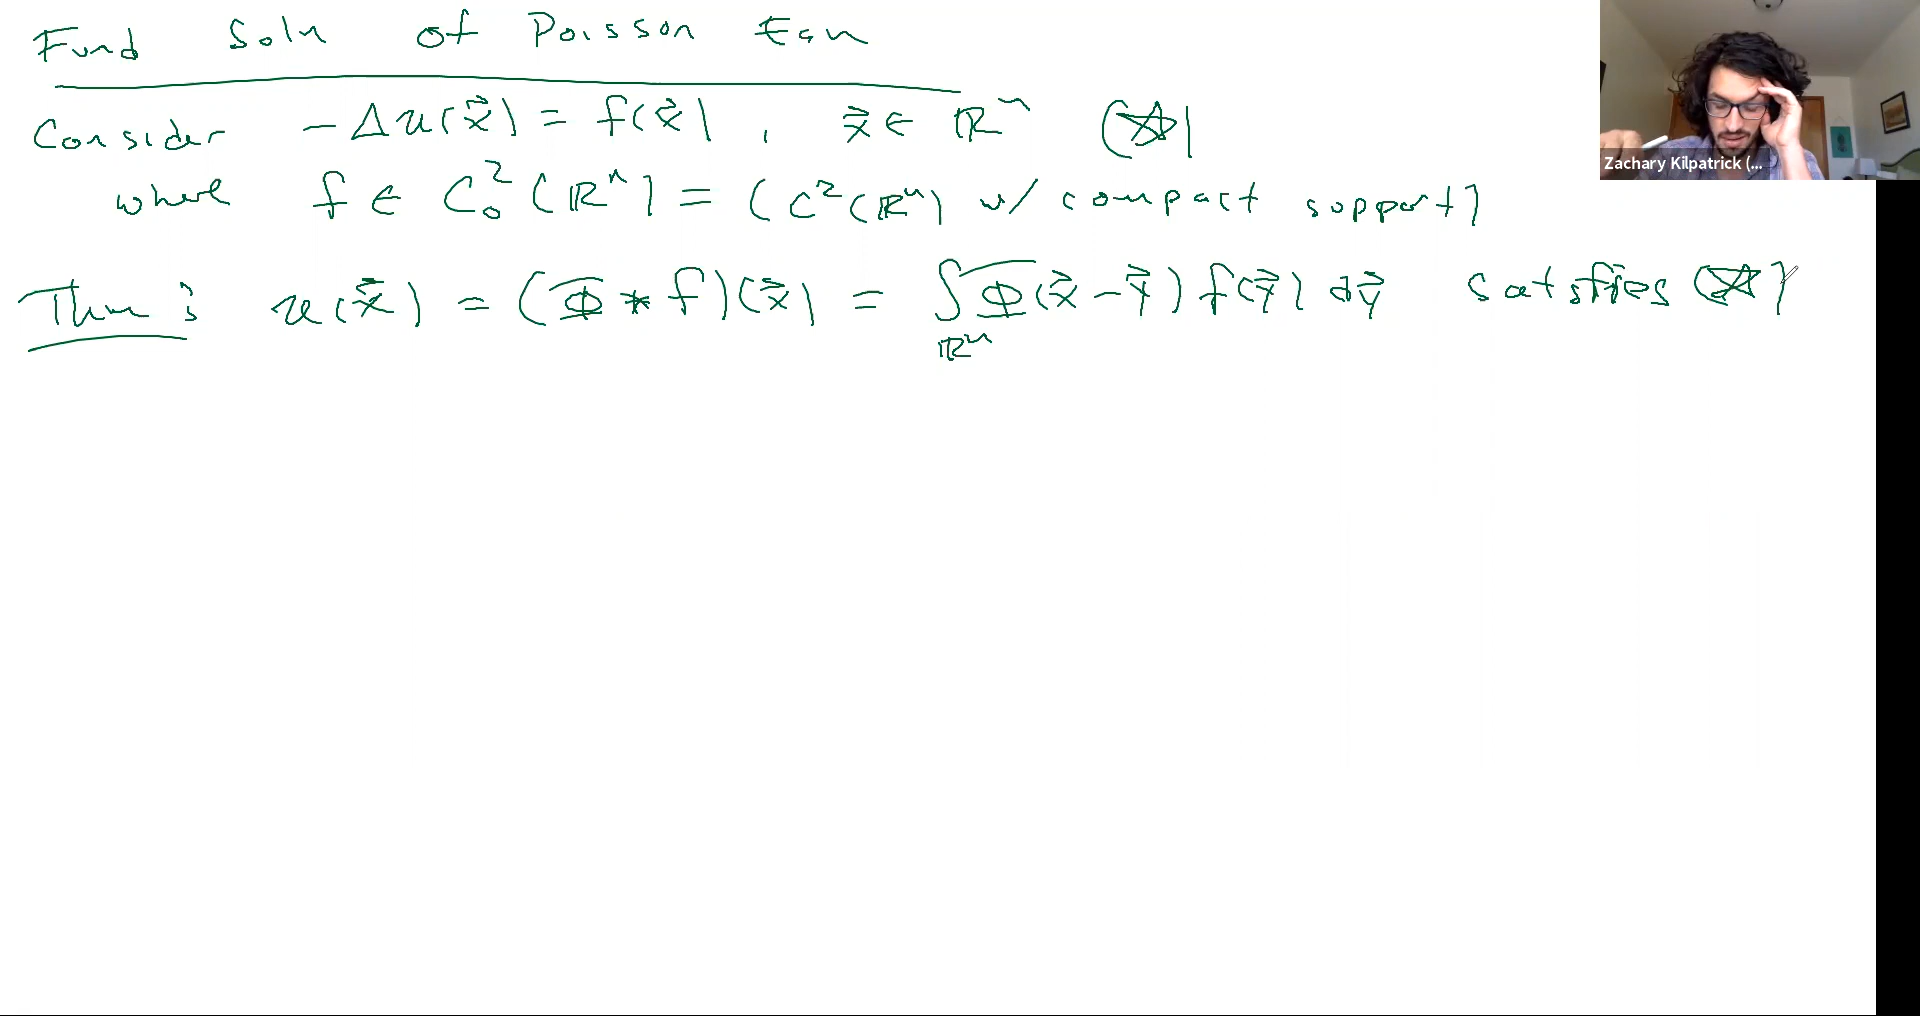 Fund Soln of Poisson Eqn
Consider -Δu(x⃗) = f(x⃗), x⃗ ∈ ℝⁿ (☆)
where f ∈ C₀²(ℝⁿ) = (C²(ℝⁿ) w/ compact support)
Thm: u(x⃗) = (Φ * f)(x⃗) = ∫_ℝⁿ Φ(x⃗ - y⃗) f(y⃗) dy⃗ satisfies (☆)
Zachary Kilpatrick (...